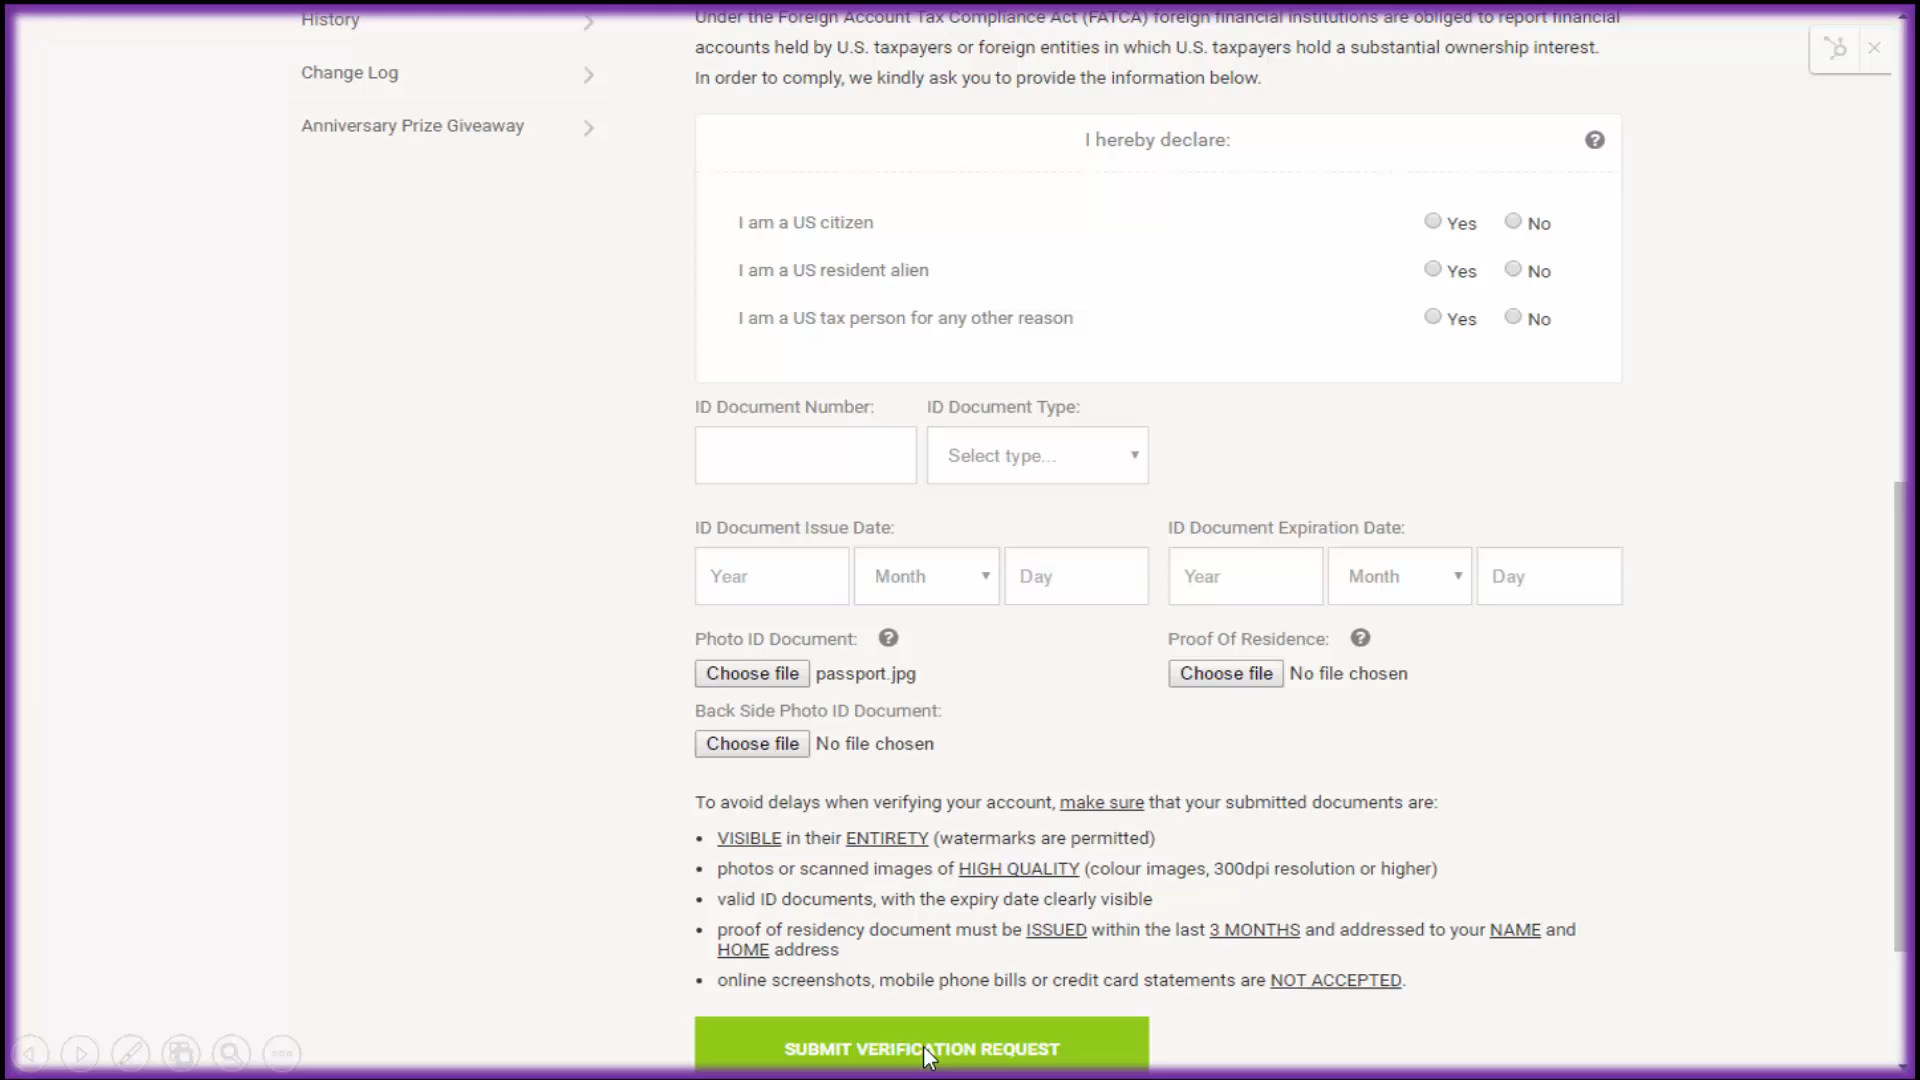 History
Change Log
Anniversary Prize Giveaway
Under the Foreign Account Tax Compliance Act (FATCA) foreign financial institutions are obliged to report financial
accounts held by U.S. taxpayers or foreign entities in which U.S. taxpayers hold a substantial ownership interest.
In order to comply, we kindly ask you to provide the information below.
I hereby declare:
I am a US citizen Yes No
I am a US resident alien Yes No
I am a US tax person for any other reason Yes No
ID Document Number: ID Document Type:
Select type...
ID Document Issue Date: ID Document Expiration Date:
Year Month Day Year Month Day
Photo ID Document: Proof Of Residence:
Choose file passport.jpg Choose file No file chosen
Back Side Photo ID Document:
Choose file No file chosen
To avoid delays when verifying your account, make sure that your submitted documents are:
• VISIBLE in their ENTIRETY (watermarks are permitted)
• photos or scanned images of HIGH QUALITY (colour images, 300dpi resolution or higher)
• valid ID documents, with the expiry date clearly visible
• proof of residency document must be ISSUED within the last 3 MONTHS and addressed to your NAME and
HOME address
• online screenshots, mobile phone bills or credit card statements are NOT ACCEPTED.
SUBMIT VERIFICATION REQUEST